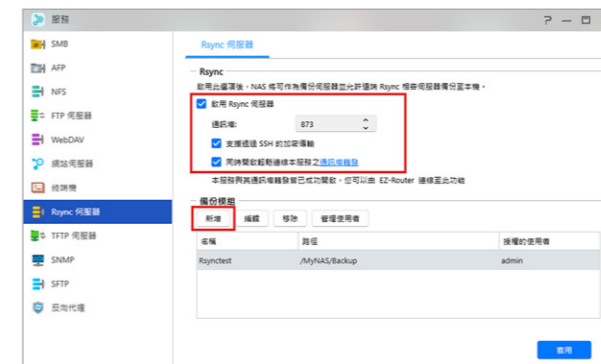 服務
SMB
AFP
NFS
FTP 伺服器
WebDAV
網站伺服器
終端機
Rsync 伺服器
TFTP 伺服器
SNMP
SFTP
反向代理
Rsync 伺服器
Rsync
啟用此選項後，NAS 將可作為備份伺服器並允許遠端 Rsync 相容伺服器備份至本機。
啟用 Rsync 伺服器
通訊埠: 873
支援透過 SSH 的加密傳輸
同時開啟輕鬆連線本服務之通訊埠轉發
本服務與其通訊埠轉發皆已成功開啟，您可以由 EZ-Router 連線至此功能
備份模組
新增 編輯 移除 管理使用者
名稱 路徑 授權的使用者
Rsynctest /MyNAS/Backup admin
套用